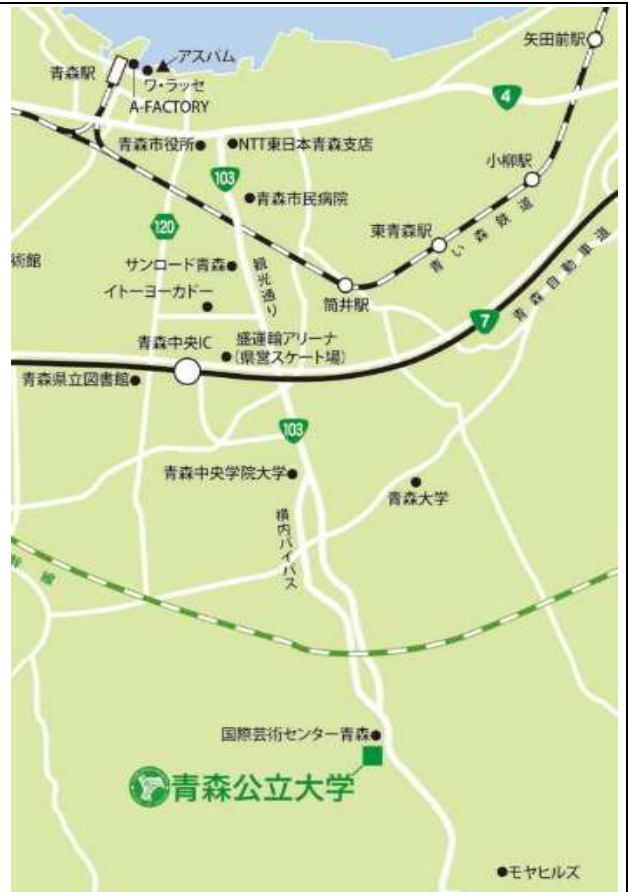 矢田前駅
アスパム
青森駅
ワ・ラッセ
A-FACTORY
4
青森市役所
NTT東日本青森支店
小柳駅
103
青森市民病院
120
東青森駅
青い森鉄道
術館
サンロード青森
観光通り
イトーヨーカドー
筒井駅
7
青森自動車道
青森中央IC
盛運輸アリーナ
(県営スケート場)
青森県立図書館
103
青森中央学院大学
青森大学
横内バイパス
幹線
国際芸術センター青森
青森公立大学
モヤヒルズ